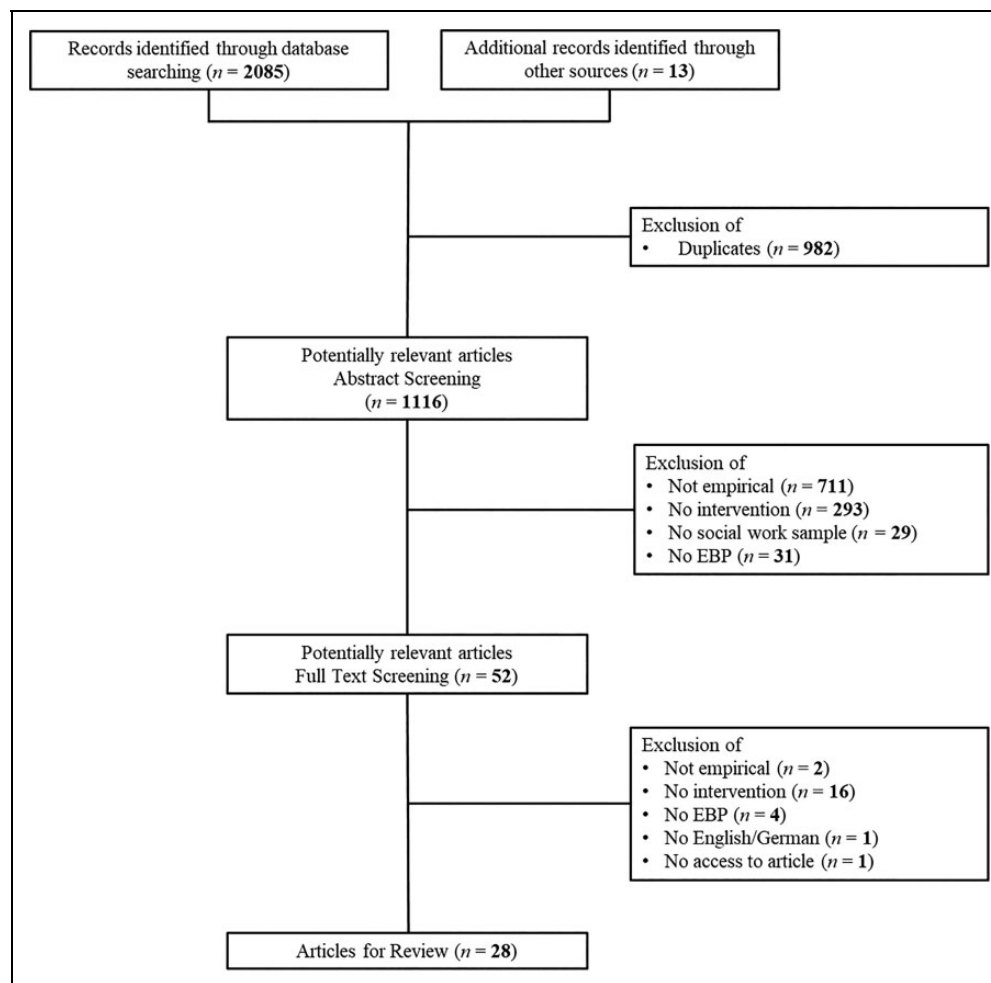 Records identified through database
searching (n = 2085)
Additional records identified through
other sources (n = 13)
Exclusion of
• Duplicates (n = 982)
Potentially relevant articles
Abstract Screening
(n = 1116)
Exclusion of
• Not empirical (n = 711)
• No intervention (n = 293)
• No social work sample (n = 29)
• No EBP (n = 31)
Potentially relevant articles
Full Text Screening (n = 52)
Exclusion of
• Not empirical (n = 2)
• No intervention (n = 16)
• No EBP (n = 4)
• No English/German (n = 1)
• No access to article (n = 1)
Articles for Review (n = 28)